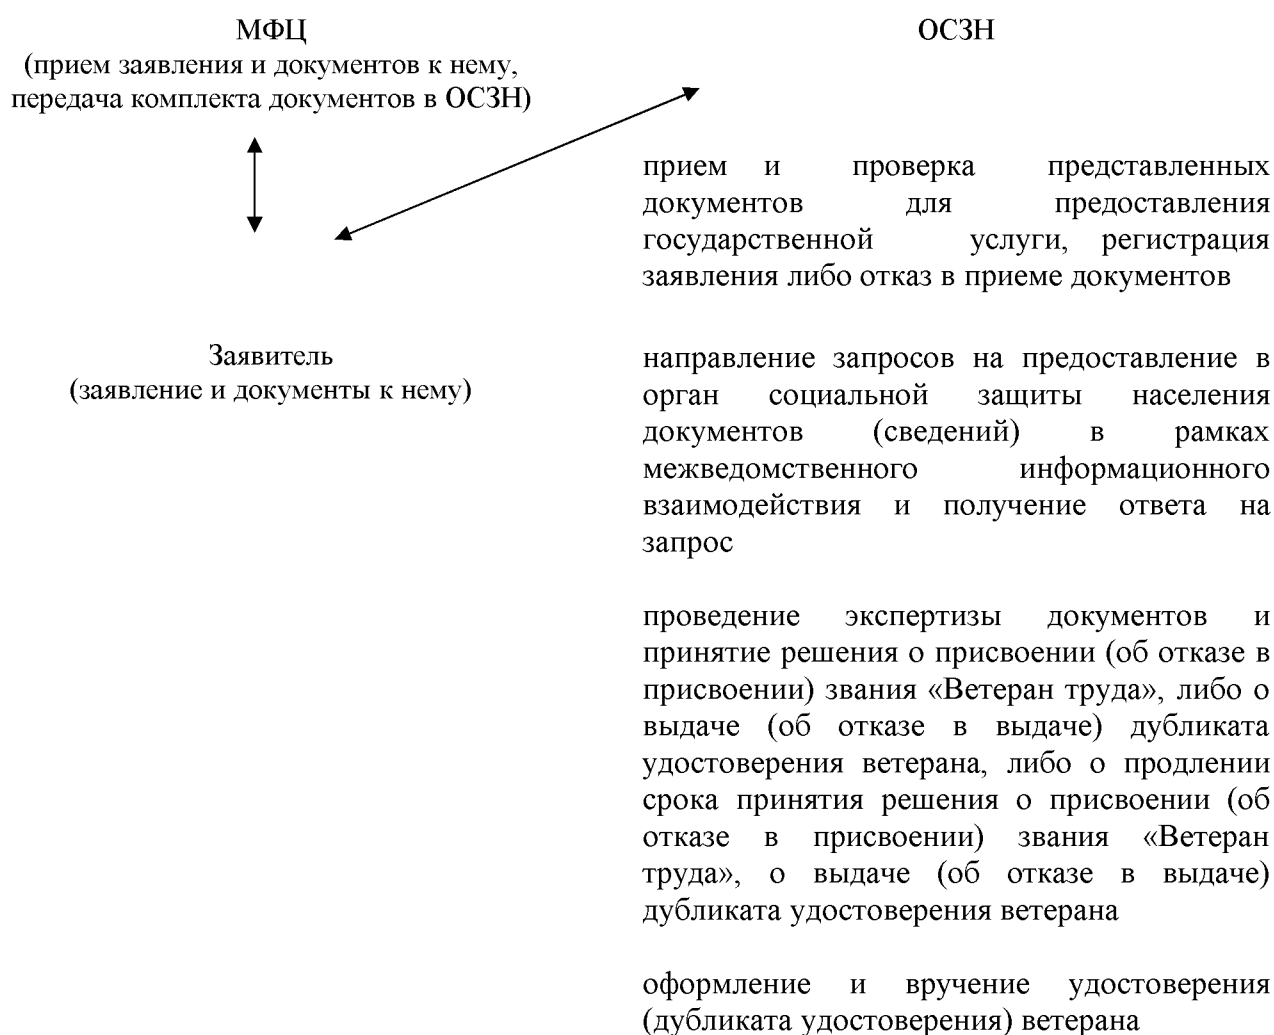 МФЦ
(прием заявления и документов к нему,
передача комплекта документов в ОСЗН)
ОСЗН
прием и проверка представленных
документов для предоставления
государственной услуги, регистрация
заявления либо отказ в приеме документов
Заявитель
(заявление и документы к нему)
направление запросов на предоставление в
орган социальной защиты населения
документов (сведений) в рамках
межведомственного информационного
взаимодействия и получение ответа на
запрос
проведение экспертизы документов и
принятие решения о присвоении (об отказе в
присвоении) звания «Ветеран труда», либо о
выдаче (об отказе в выдаче) дубликата
удостоверения ветерана, либо о продлении
срока принятия решения о присвоении (об
отказе в присвоении) звания «Ветеран
труда», о выдаче (об отказе в выдаче)
дубликата удостоверения ветерана
оформление и вручение удостоверения
(дубликата удостоверения) ветерана